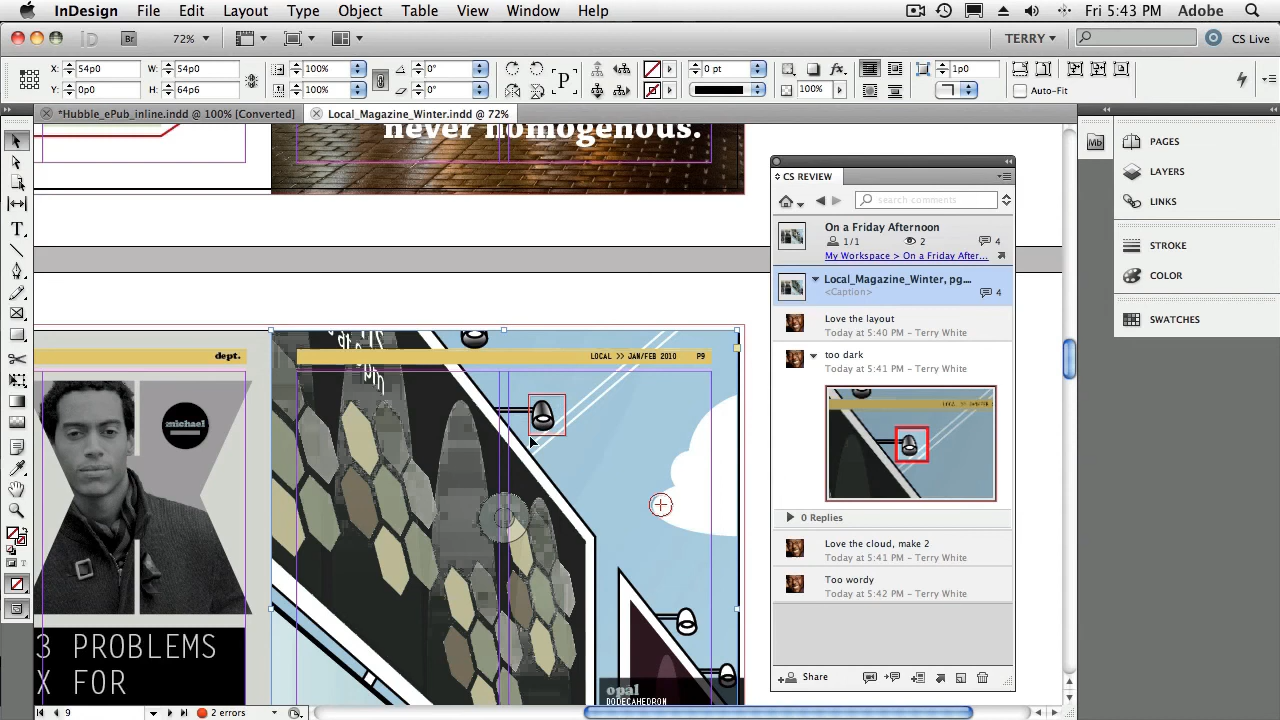 InDesign File Edit Layout Type Object Table View Window Help Fri 5:43 PM Adobe
Br 72% TERRY CS Live
X: 54p0 W: 54p0 100% 0° P 0 pt fx 1p0
Y: 0p0 H: 64p6 100% 0° 100% Auto-Fit
*Hubble_ePub_inline.indd @ 100% [Converted] Local_Magazine_Winter.indd @ 72%
never homogenous.
Mb PAGES
LAYERS
LINKS
STROKE
COLOR
SWATCHES
CS REVIEW
search comments
On a Friday Afternoon
1/1 2 4
My Workspace > On a Friday After...
Local_Magazine_Winter, pg....
<Caption> 4
Love the layout
Today at 5:40 PM – Terry White
too dark
Today at 5:41 PM – Terry White
0 Replies
Love the cloud, make 2
Today at 5:41 PM – Terry White
Too wordy
Today at 5:42 PM – Terry White
Share
dept.
LOCAL >> JAN/FEB 2010 P9
michael
3 PROBLEMS
X FOR
opal
DODECAHEDRON
9 2 errors